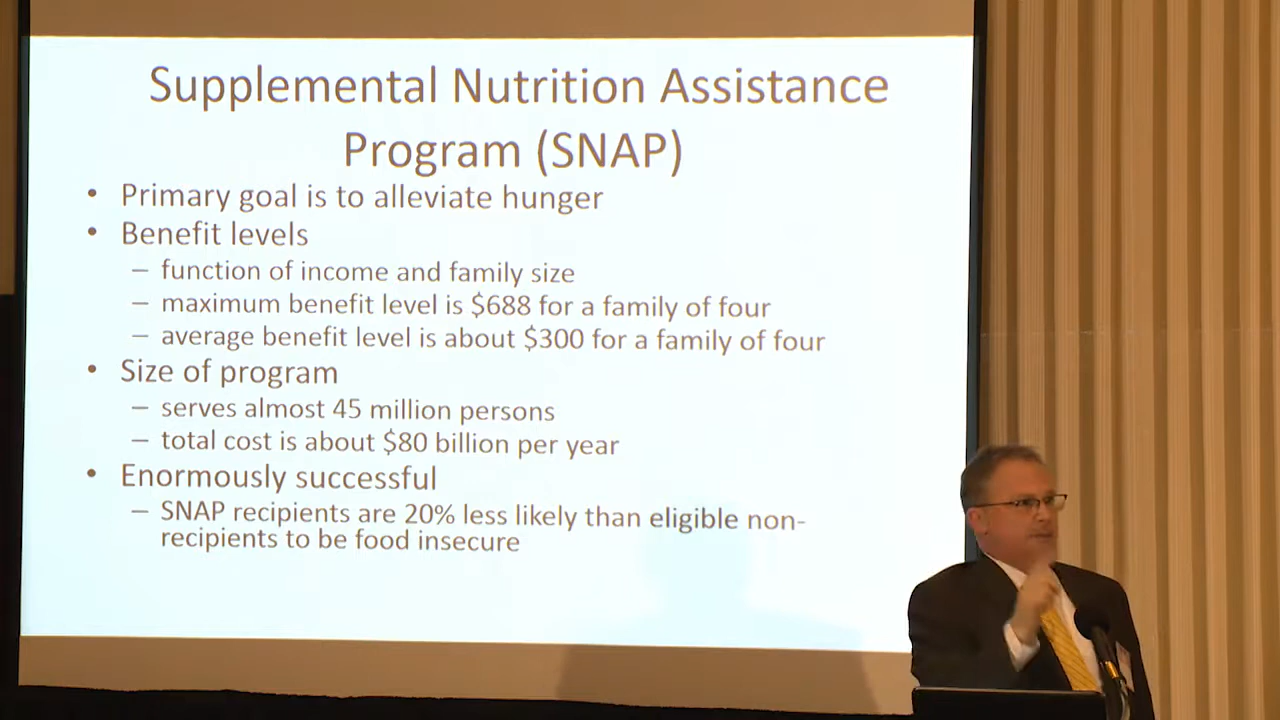 Supplemental Nutrition Assistance
Program (SNAP)
• Primary goal is to alleviate hunger
• Benefit levels
– function of income and family size
– maximum benefit level is $688 for a family of four
– average benefit level is about $300 for a family of four
• Size of program
– serves almost 45 million persons
– total cost is about $80 billion per year
• Enormously successful
– SNAP recipients are 20% less likely than eligible non-
recipients to be food insecure